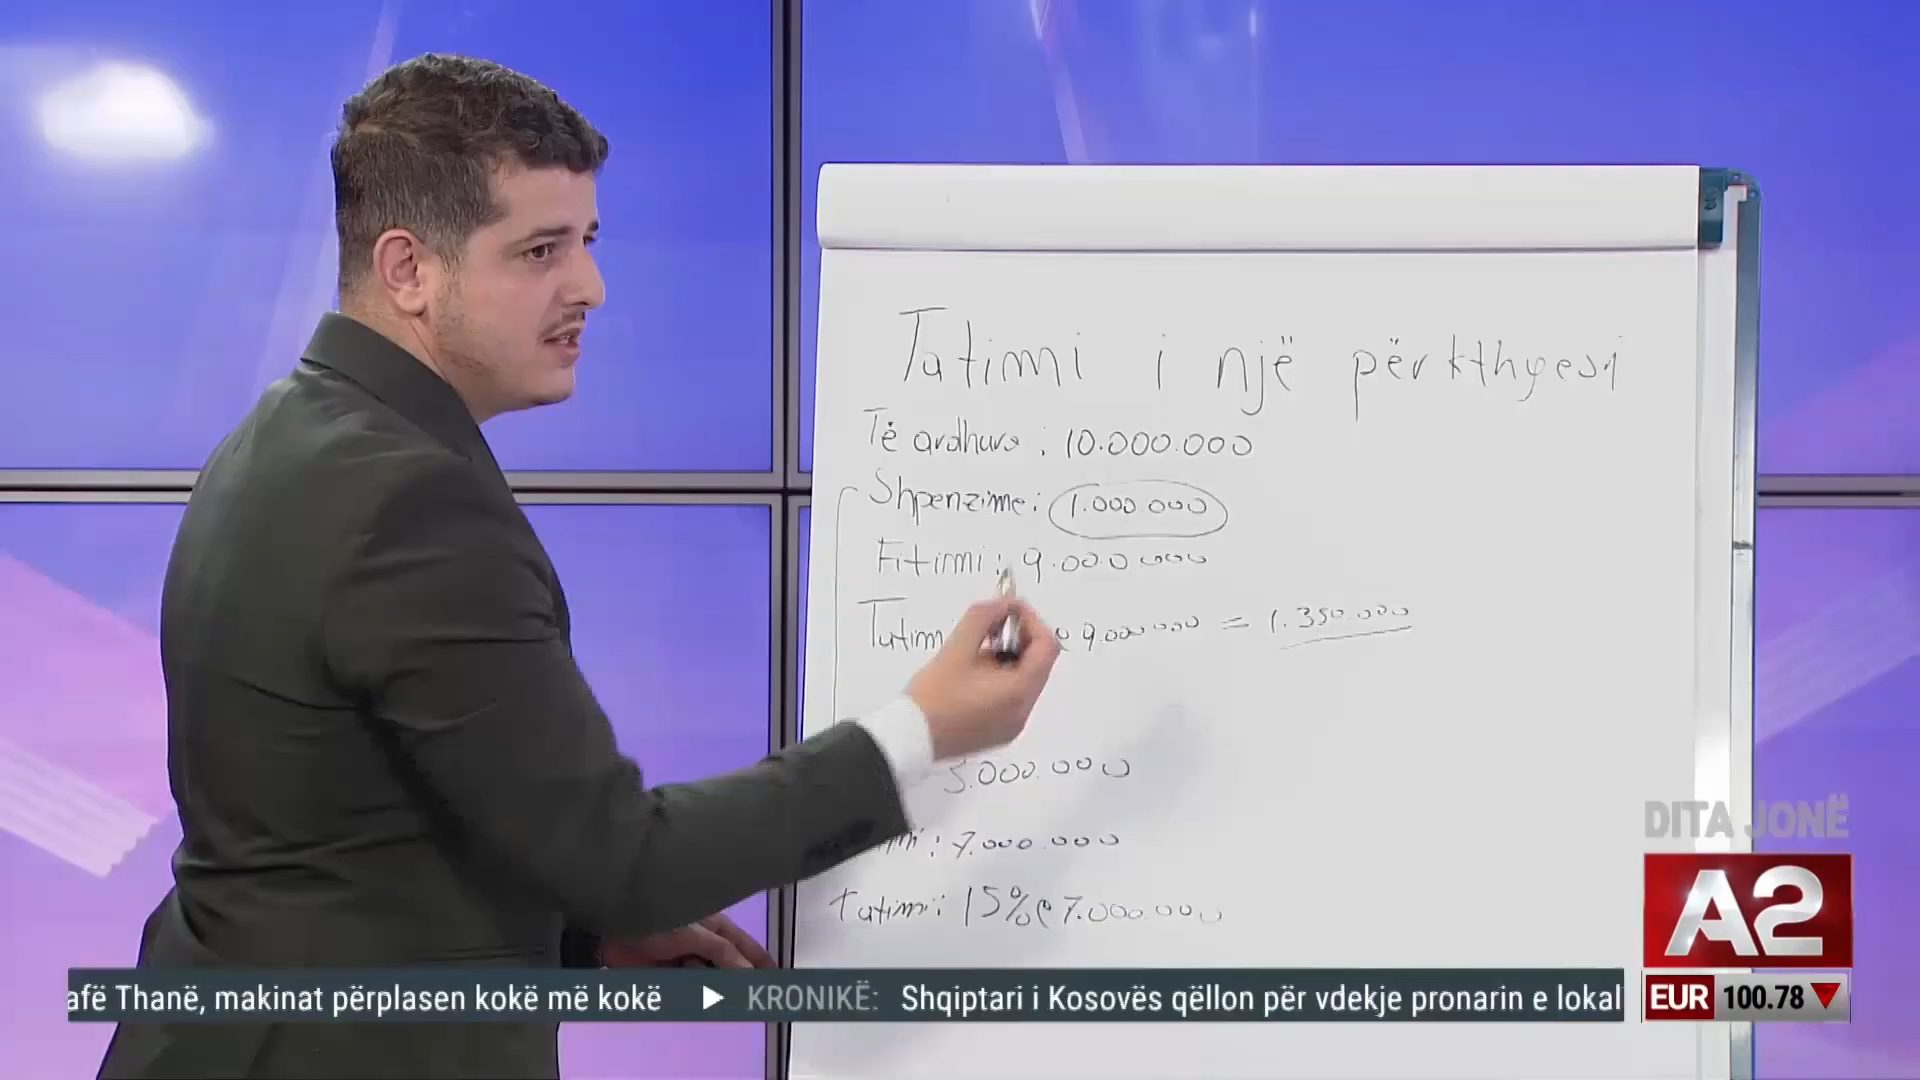 Tatimi i një përkthyesi
Të ardhura: 10.000.000
Shpenzime: 1.000.000
Fitimi: 9.000.000
Tatimi 9.000.000 = 1.350.000
3.000.000
7.000.000
Tatimi: 15% e 7.000.000
DITA JONË
A2
afë Thanë, makinat përplasen kokë më kokë ▶ KRONIKË: Shqiptari i Kosovës qëllon për vdekje pronarin e lokal
EUR 100.78 ▼